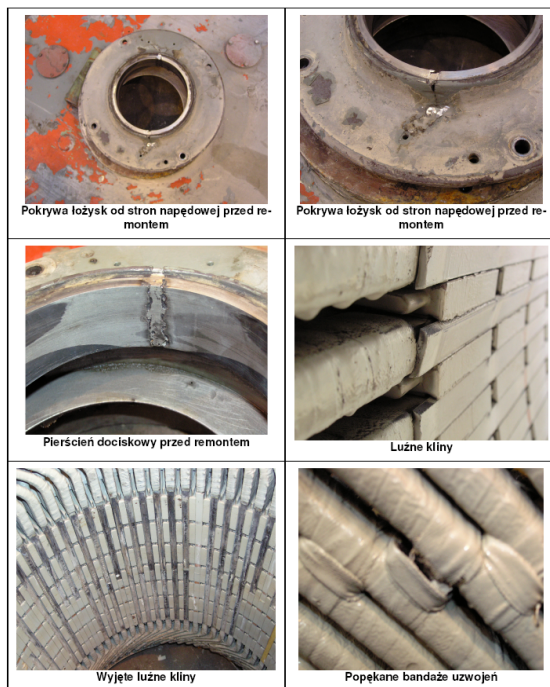 Pokrywa łożysk od stron napędowej przed re-
montem
Pokrywa łożysk od stron napędowej przed re-
montem
Pierścień dociskowy przed remontem
Luźne kliny
Wyjęte luźne kliny
Popękane bandaże uzwojeń